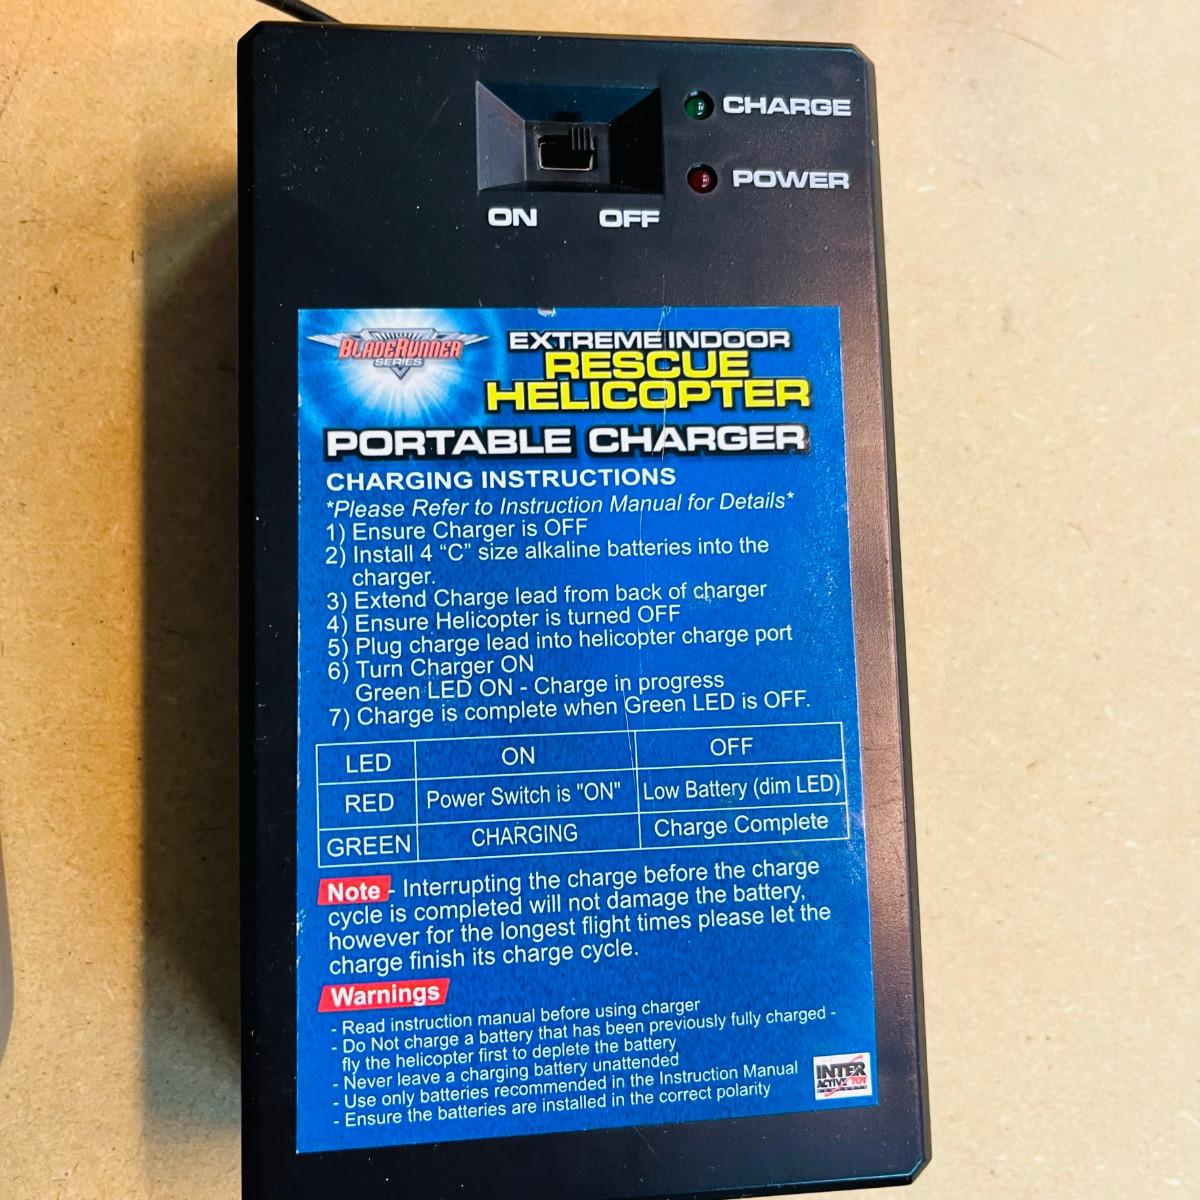 CHARGE
POWER
ON OFF
BLADERUNNER
SERIES
EXTREME INDOOR
RESCUE
HELICOPTER
PORTABLE CHARGER
CHARGING INSTRUCTIONS
*Please Refer to Instruction Manual for Details*
1) Ensure Charger is OFF
2) Install 4 “C” size alkaline batteries into the
charger.
3) Extend Charge lead from back of charger
4) Ensure Helicopter is turned OFF
5) Plug charge lead into helicopter charge port
6) Turn Charger ON
Green LED ON - Charge in progress
7) Charge is complete when Green LED is OFF.
LED ON OFF
RED Power Switch is "ON" Low Battery (dim LED)
GREEN CHARGING Charge Complete
Note - Interrupting the charge before the charge
cycle is completed will not damage the battery,
however for the longest flight times please let the
charge finish its charge cycle.
Warnings
- Read instruction manual before using charger
- Do Not charge a battery that has been previously fully charged -
fly the helicopter first to deplete the battery
- Never leave a charging battery unattended
- Use only batteries recommended in the Instruction Manual
- Ensure the batteries are installed in the correct polarity
INTER
ACTIVE TOY